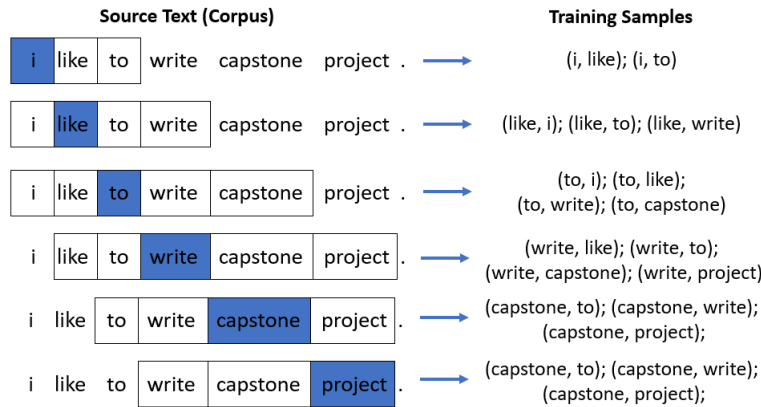 Source Text (Corpus) Training Samples
i like to write capstone project . (i, like); (i, to)
i like to write capstone project . (like, i); (like, to); (like, write)
i like to write capstone project . (to, i); (to, like);
(to, write); (to, capstone)
i like to write capstone project . (write, like); (write, to);
(write, capstone); (write, project)
i like to write capstone project . (capstone, to); (capstone, write);
(capstone, project);
i like to write capstone project . (capstone, to); (capstone, write);
(capstone, project);